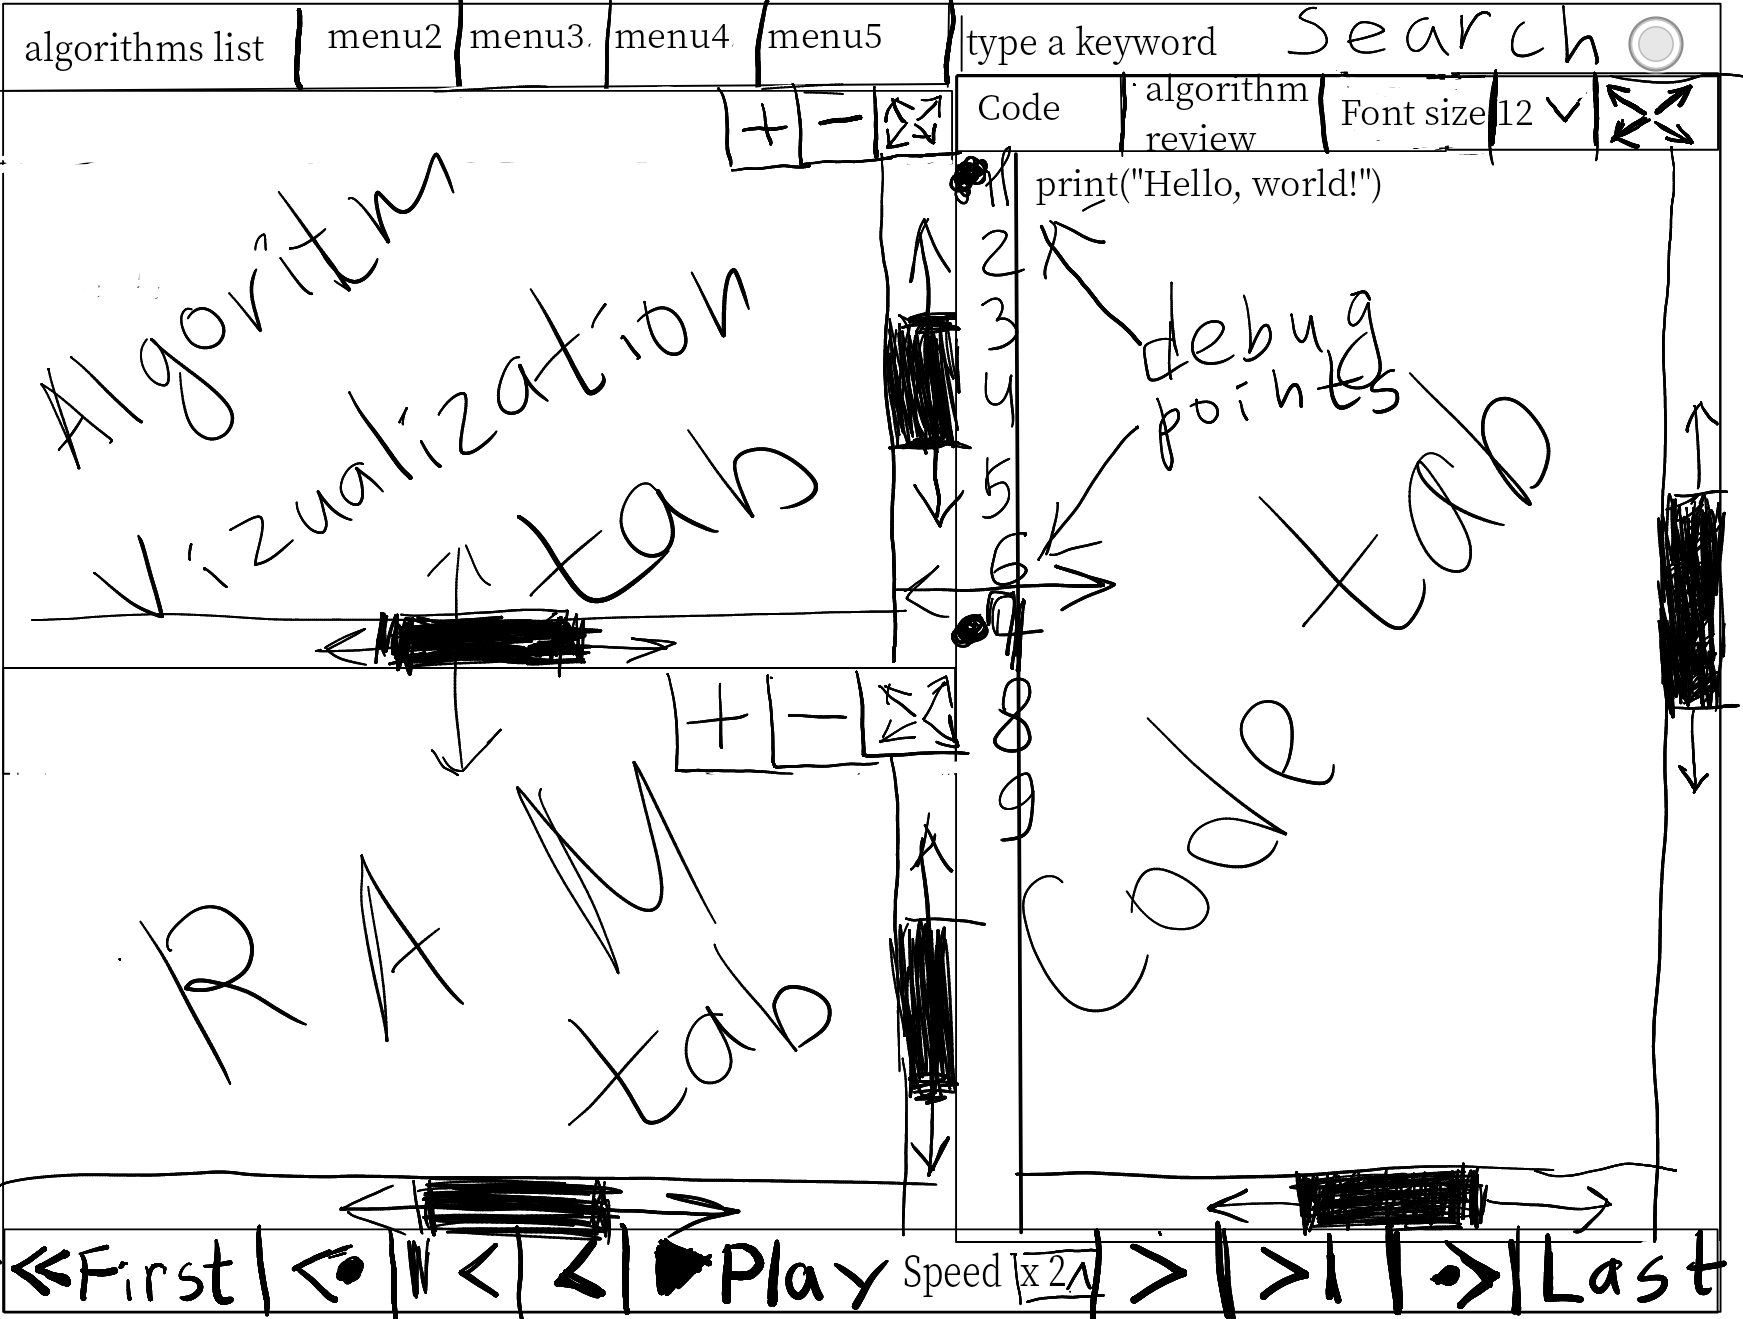 algorithms list menu2 menu3 menu4 menu5 type a keyword Search
+ - Code algorithm review Font size 12
Algoritm
Vizualization
tab
1 print("Hello, world!")
2
3
4
5
6
7
8
9
debug
points
Code tab
+ -
RAM
tab
<<First <• |< < ▶Play Speed x 2 > >| •> Last